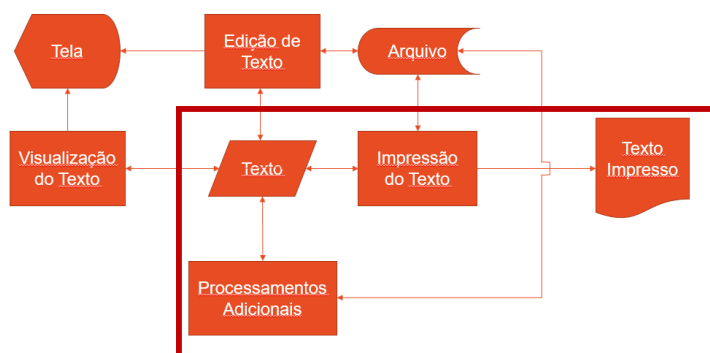 Tela
Edição de
Texto
Arquivo
Visualização
do Texto
Texto
Impressão
do Texto
Texto
Impresso
Processamentos
Adicionais